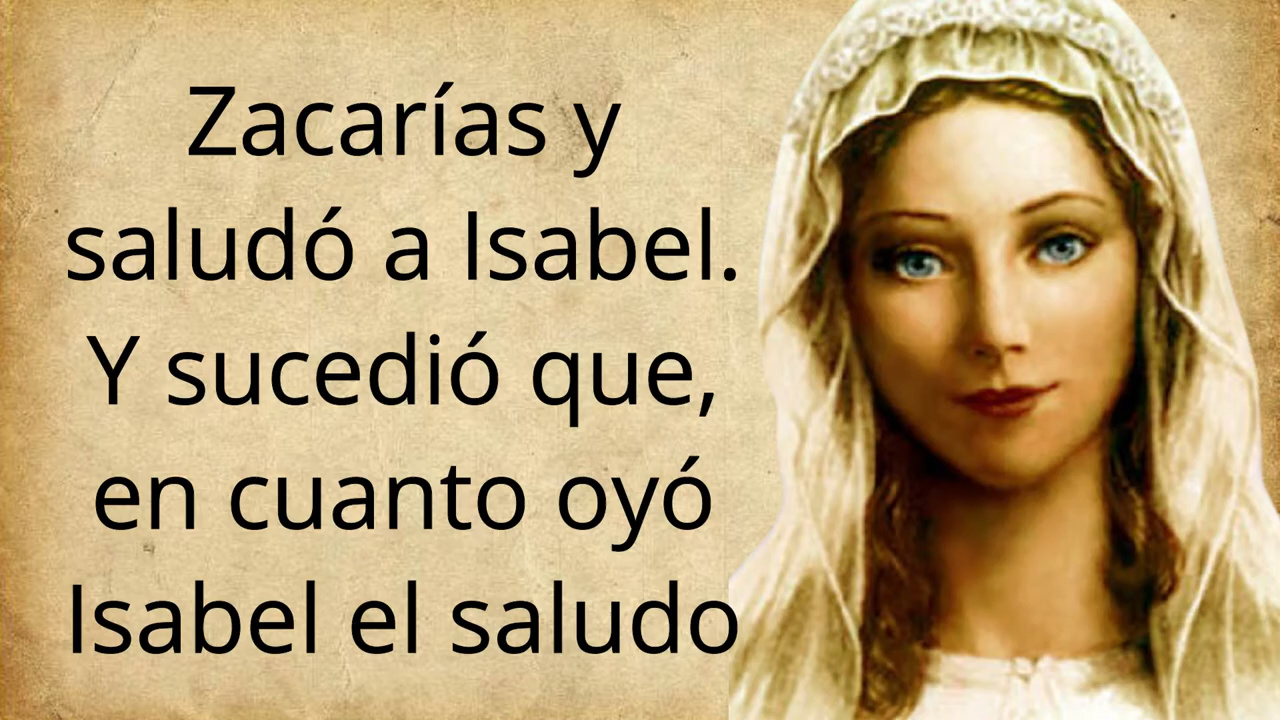 Zacarías y
saludó a Isabel.
Y sucedió que,
en cuanto oyó
Isabel el saludo